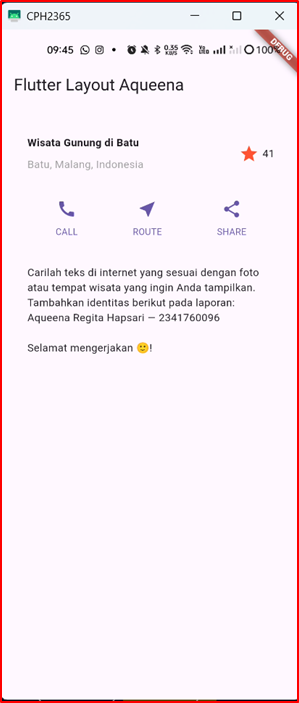 CPH2365
09:45
0.35
KB/S
Vo
LTE
100%
DEBUG
Flutter Layout Aqueena
Wisata Gunung di Batu
Batu, Malang, Indonesia
41
CALL ROUTE SHARE
Carilah teks di internet yang sesuai dengan foto
atau tempat wisata yang ingin Anda tampilkan.
Tambahkan identitas berikut pada laporan:
Aqueena Regita Hapsari — 2341760096
Selamat mengerjakan 🙂!